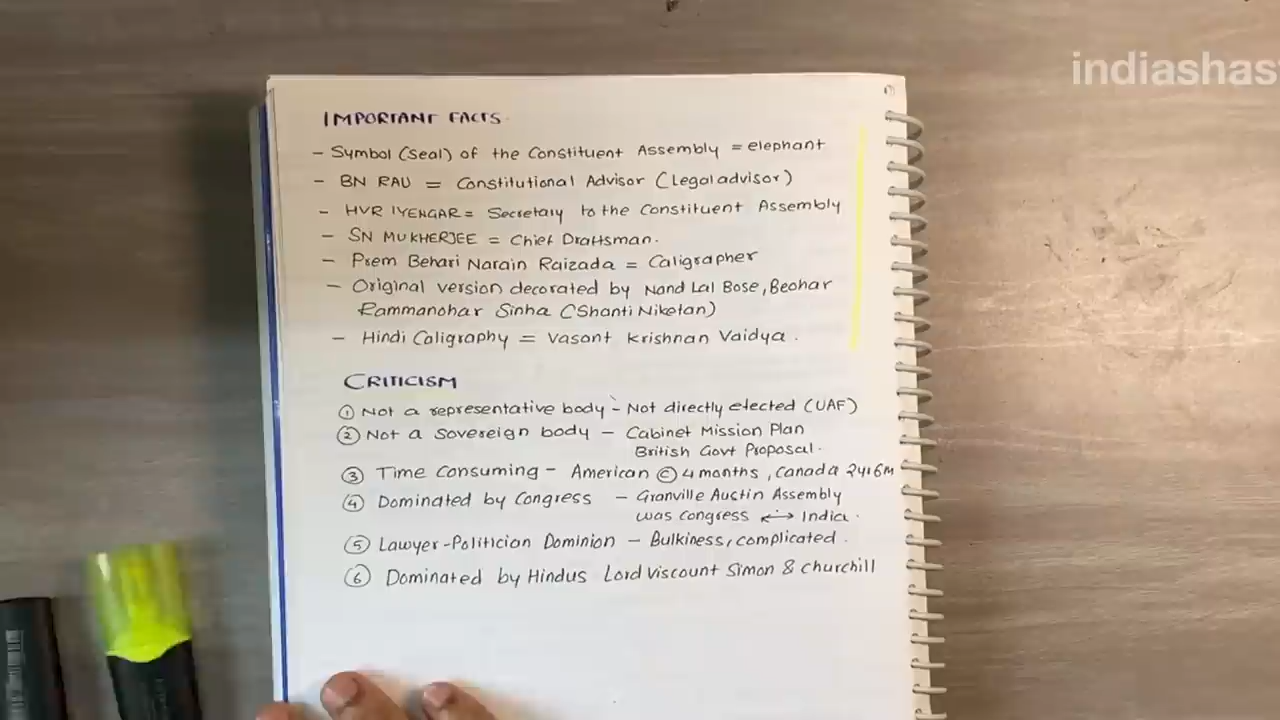 indiashas
IMPORTANT FACTS
- Symbol (seal) of the Constituent Assembly = elephant
- BN RAU = Constitutional Advisor (Legal advisor)
- HVR IYENGAR = Secretary to the Constituent Assembly
- SN MUKHERJEE = Chief Draftsman.
- Prem Behari Narain Raizada = Caligrapher
- Original version decorated by Nand Lal Bose, Beohar
Rammanohar Sinha (Shanti Niketan)
- Hindi Caligraphy = Vasant Krishnan Vaidya.
CRITICISM
① Not a representative body - Not directly elected (UAF)
② Not a sovereign body - Cabinet Mission Plan
British Govt Proposal.
③ Time Consuming - American © 4 months, Canada 2yr6m
④ Dominated by Congress - Granville Austin Assembly
was congress ↔ India.
⑤ Lawyer-Politician Dominion - Bulkiness, complicated.
⑥ Dominated by Hindus Lord Viscount Simon & Churchill